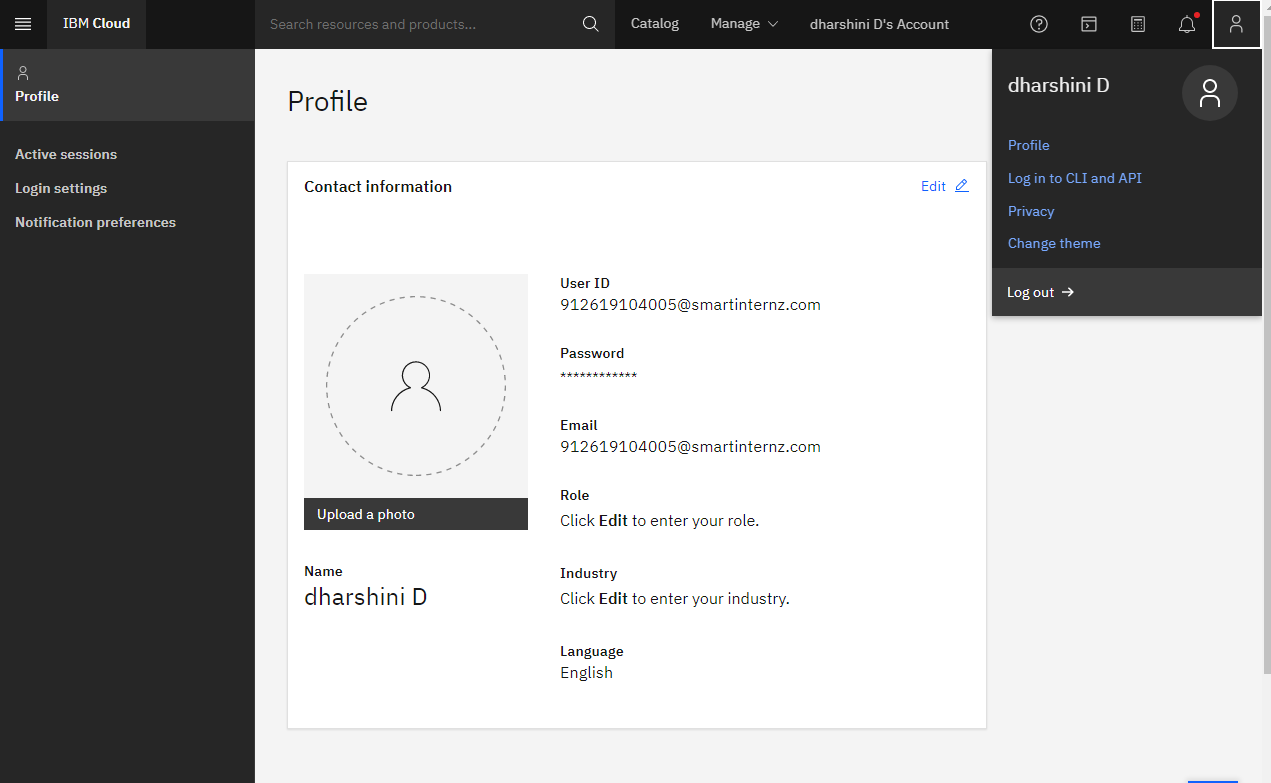 IBM Cloud
Search resources and products...
Catalog
Manage
dharshini D's Account
Profile
Active sessions
Login settings
Notification preferences
Profile
Contact information
Edit
Upload a photo
Name
dharshini D
User ID
912619104005@smartinternz.com
Password
************
Email
912619104005@smartinternz.com
Role
Click Edit to enter your role.
Industry
Click Edit to enter your industry.
Language
English
dharshini D
Profile
Log in to CLI and API
Privacy
Change theme
Log out →